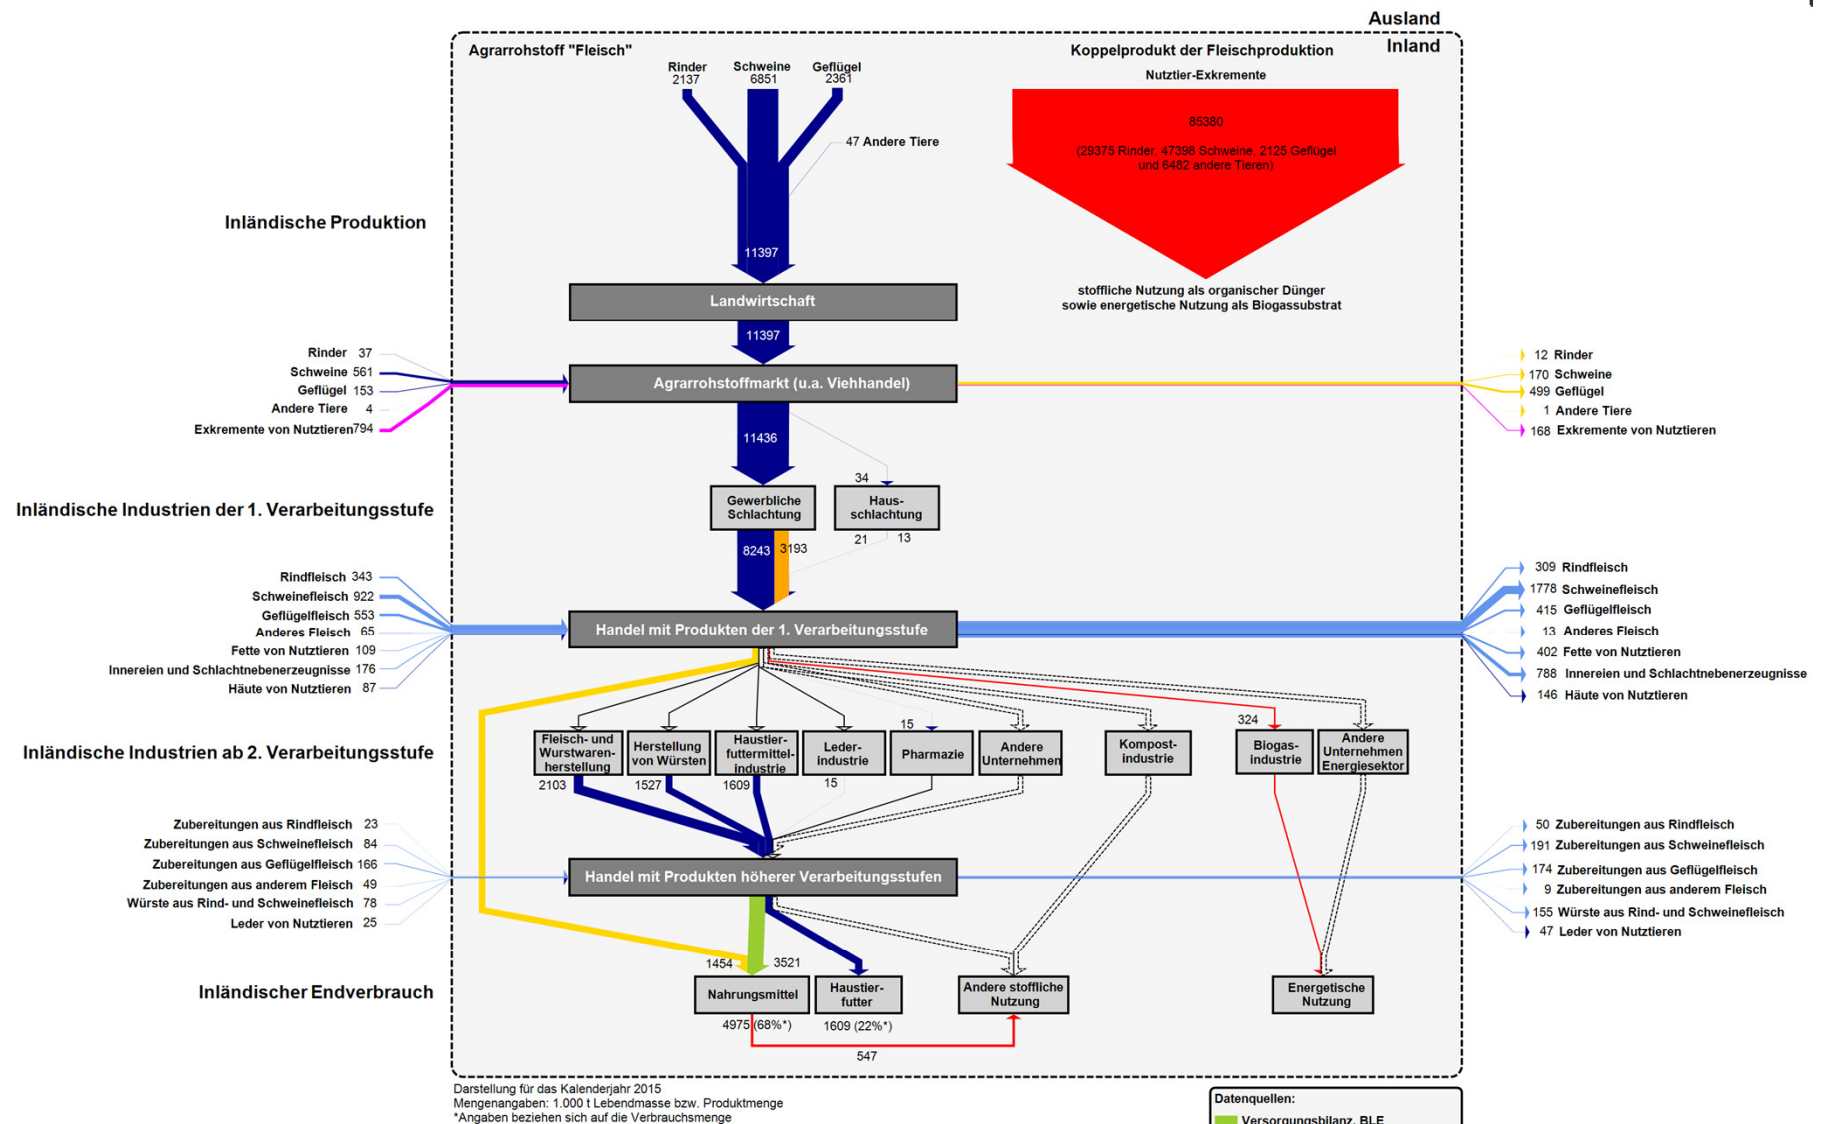 Ausland
Inland
Agrarrohstoff "Fleisch"
Koppelprodukt der Fleischproduktion
Rinder
2137
Schweine
6851
Geflügel
2361
47 Andere Tiere
Nutztier-Exkremente
85380
(29375 Rinder, 47398 Schweine, 2125 Geflügel
und 6482 andere Tieren)
Inländische Produktion
11397
stoffliche Nutzung als organischer Dünger
sowie energetische Nutzung als Biogassubstrat
Landwirtschaft
11397
Rinder 37
Schweine 561
Geflügel 153
Andere Tiere 4
Exkremente von Nutztieren 794
Agrarrohstoffmarkt (u.a. Viehhandel)
12 Rinder
170 Schweine
499 Geflügel
1 Andere Tiere
168 Exkremente von Nutztieren
11436
34
Inländische Industrien der 1. Verarbeitungsstufe
Gewerbliche
Schlachtung
Haus-
schlachtung
8243
3193
21
13
Rindfleisch 343
Schweinefleisch 922
Geflügelfleisch 553
Anderes Fleisch 65
Fette von Nutztieren 109
Innereien und Schlachtnebenerzeugnisse 176
Häute von Nutztieren 87
Handel mit Produkten der 1. Verarbeitungsstufe
309 Rindfleisch
1778 Schweinefleisch
415 Geflügelfleisch
13 Anderes Fleisch
402 Fette von Nutztieren
788 Innereien und Schlachtnebenerzeugnisse
146 Häute von Nutztieren
15
324
Inländische Industrien ab 2. Verarbeitungsstufe
Fleisch- und
Wurstwaren-
herstellung
Herstellung
von Würsten
Haustier-
futtermittel-
industrie
Leder-
industrie
Pharmazie
Andere
Unternehmen
Kompost-
industrie
Biogas-
industrie
Andere
Unternehmen
Energiesektor
2103
1527
1609
15
Zubereitungen aus Rindfleisch 23
Zubereitungen aus Schweinefleisch 84
Zubereitungen aus Geflügelfleisch 166
Zubereitungen aus anderem Fleisch 49
Würste aus Rind- und Schweinefleisch 78
Leder von Nutztieren 25
Handel mit Produkten höherer Verarbeitungsstufen
50 Zubereitungen aus Rindfleisch
191 Zubereitungen aus Schweinefleisch
174 Zubereitungen aus Geflügelfleisch
9 Zubereitungen aus anderem Fleisch
155 Würste aus Rind- und Schweinefleisch
47 Leder von Nutztieren
1454
3521
Inländischer Endverbrauch
Nahrungsmittel
Haustier-
futter
Andere stoffliche
Nutzung
Energetische
Nutzung
4975 (68%*)
1609 (22%*)
547
Darstellung für das Kalenderjahr 2015
Mengenangaben: 1.000 t Lebendmasse bzw. Produktmenge
*Angaben beziehen sich auf die Verbrauchsmenge
Datenquellen:
Versorgungsbilanz, BLE